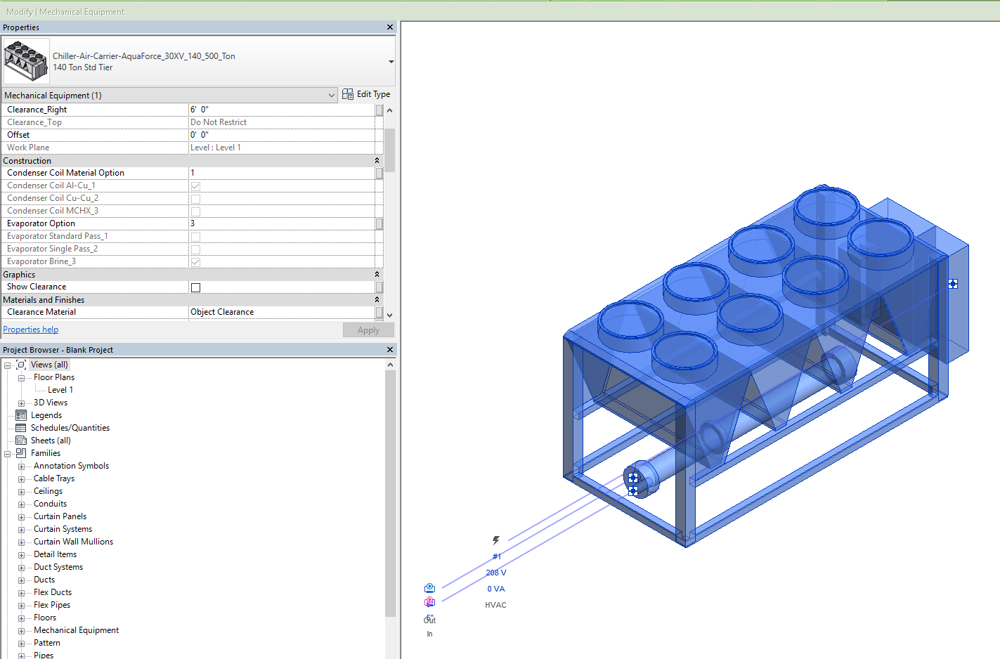 Modify | Mechanical Equipment
Properties
Chiller-Air-Carrier-AquaForce_30XV_140_500_Ton
140 Ton Std Tier
Mechanical Equipment (1)
Edit Type
Clearance_Right 6' 0"
Clearance_Top Do Not Restrict
Offset 0' 0"
Work Plane Level : Level 1
Construction
Condenser Coil Material Option 1
Condenser Coil Al-Cu_1
Condenser Coil Cu-Cu_2
Condenser Coil MCHX_3
Evaporator Option 3
Evaporator Standard Pass_1
Evaporator Single Pass_2
Evaporator Brine_3
Graphics
Show Clearance
Materials and Finishes
Clearance Material Object Clearance
Properties help
Apply
Project Browser - Blank Project
Views (all)
Floor Plans
Level 1
3D Views
Legends
Schedules/Quantities
Sheets (all)
Families
Annotation Symbols
Cable Trays
Ceilings
Conduits
Curtain Panels
Curtain Systems
Curtain Wall Mullions
Detail Items
Duct Systems
Ducts
Flex Ducts
Flex Pipes
Floors
Mechanical Equipment
Pattern
Pipes
#1
208 V
0 VA
HVAC
5"
Out
In